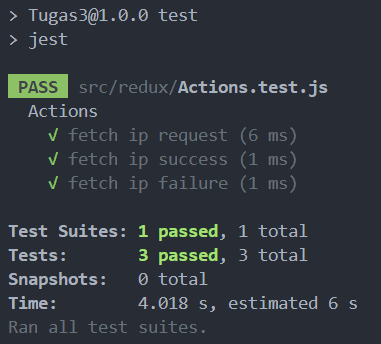 > Tugas3@1.0.0 test
> jest
PASS src/redux/Actions.test.js
Actions
√ fetch ip request (6 ms)
√ fetch ip success (1 ms)
√ fetch ip failure (1 ms)
Test Suites: 1 passed, 1 total
Tests: 3 passed, 3 total
Snapshots: 0 total
Time: 4.018 s, estimated 6 s
Ran all test suites.